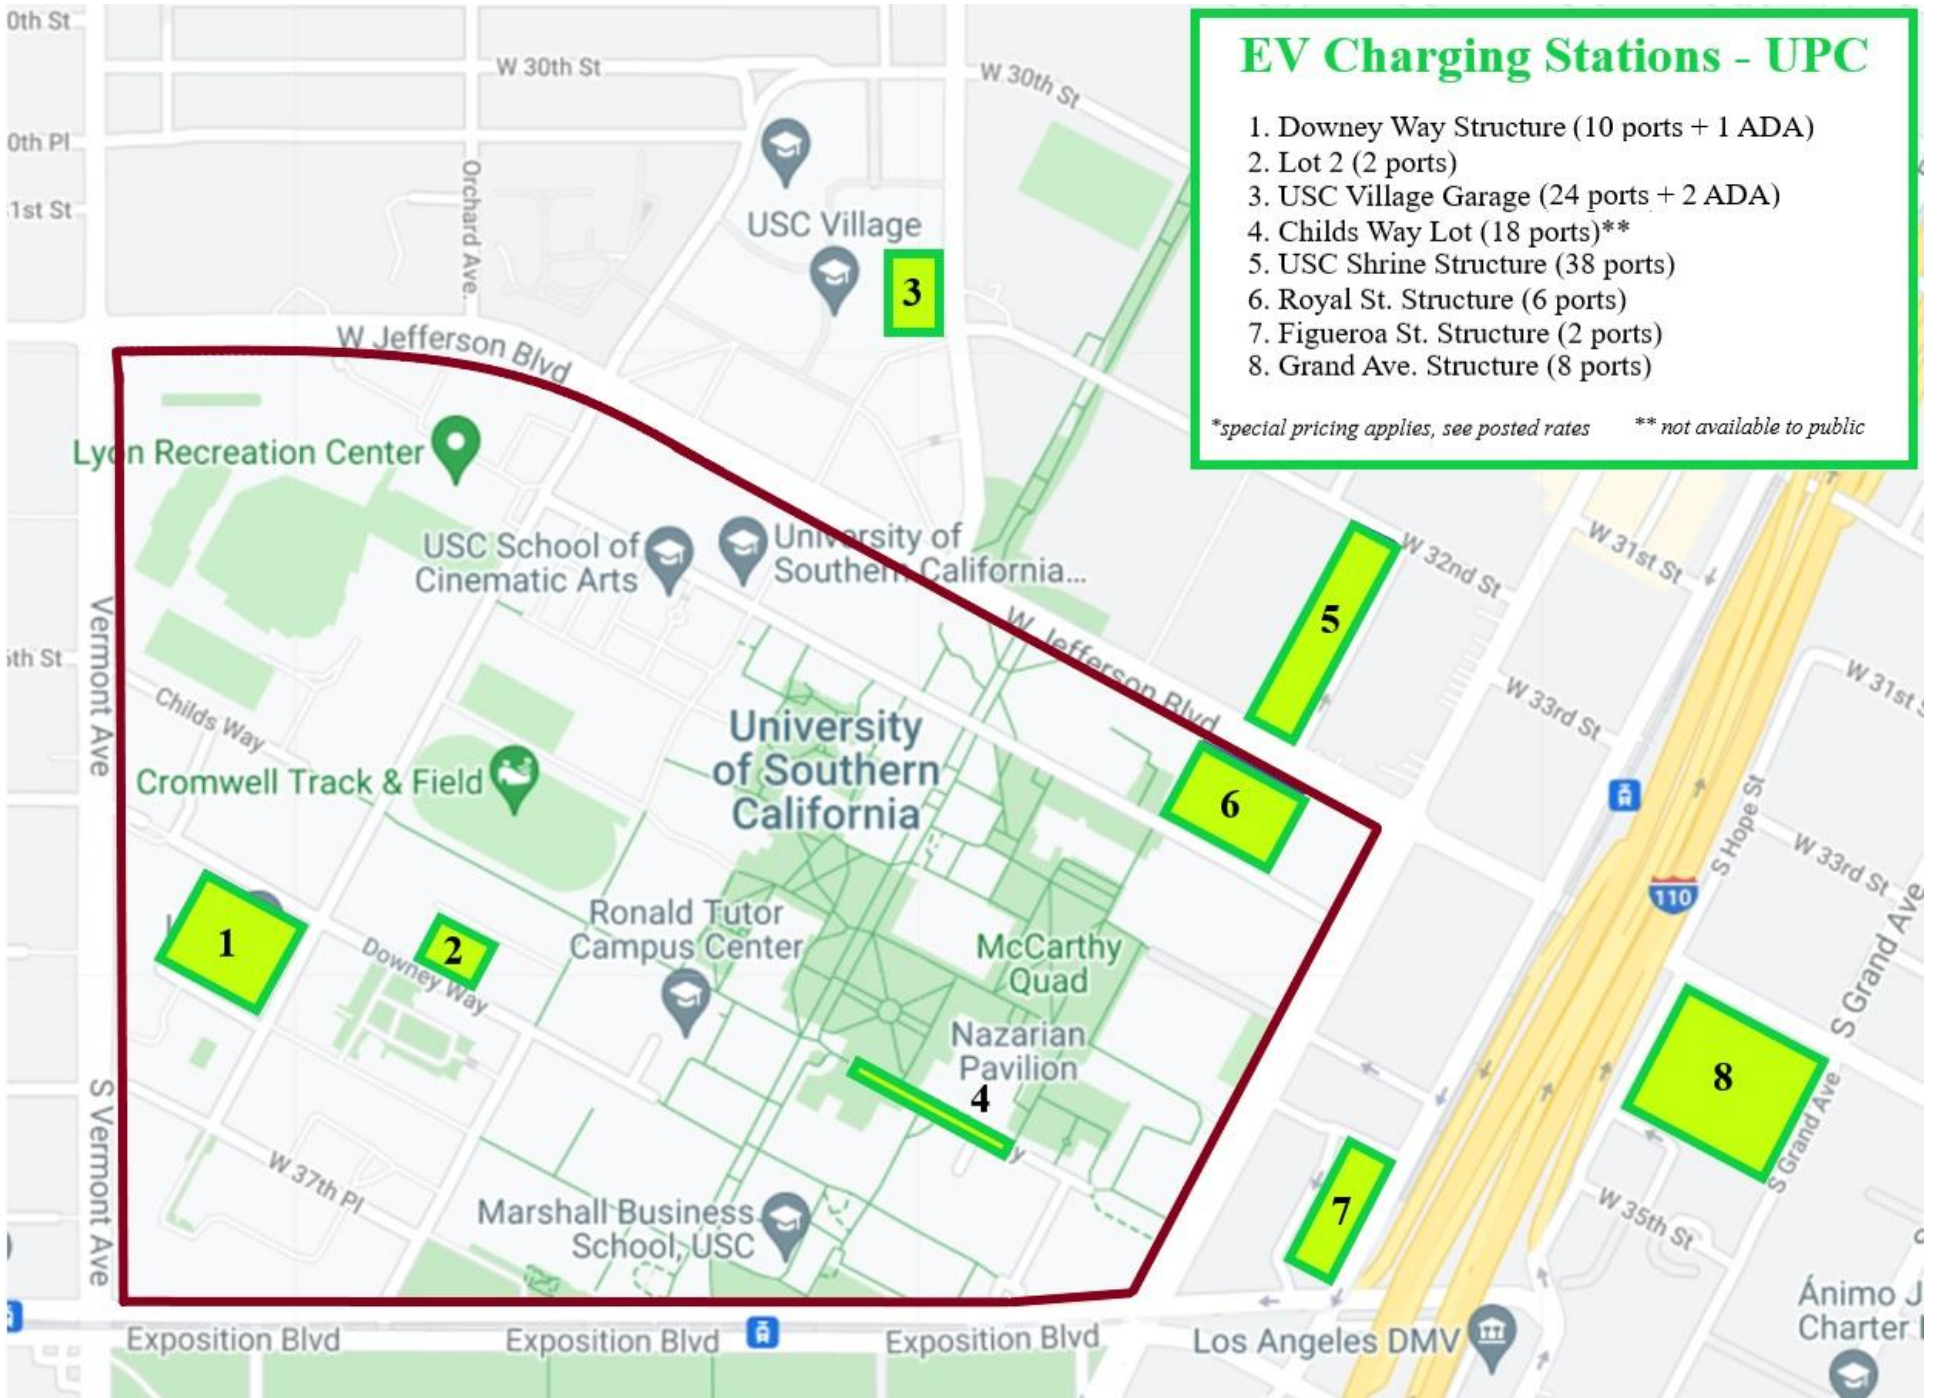 EV Charging Stations - UPC
1. Downey Way Structure (10 ports + 1 ADA)
2. Lot 2 (2 ports)
3. USC Village Garage (24 ports + 2 ADA)
4. Childs Way Lot (18 ports)**
5. USC Shrine Structure (38 ports)
6. Royal St. Structure (6 ports)
7. Figueroa St. Structure (2 ports)
8. Grand Ave. Structure (8 ports)
*special pricing applies, see posted rates
** not available to public
0th St
W 30th St
W 30th St
0th Pl
1st St
Orchard Ave.
USC Village
3
W Jefferson Blvd
Lyon Recreation Center
USC School of
Cinematic Arts
University of
Southern California...
W 32nd St
W 31st St
5
Vermont Ave
W Jefferson Blvd
W 33rd St
W 31st S
Childs Way
University
of Southern
California
Cromwell Track & Field
6
S Hope St
W 33rd St
110
S Grand Ave
1
2
Downey Way
Ronald Tutor
Campus Center
McCarthy
Quad
Nazarian
Pavilion
4
8
S Grand Ave
S Vermont Ave
W 37th Pl
Marshall Business
School, USC
7
W 35th St
Exposition Blvd
Exposition Blvd
Exposition Blvd
Los Angeles DMV
Ánimo J
Charter